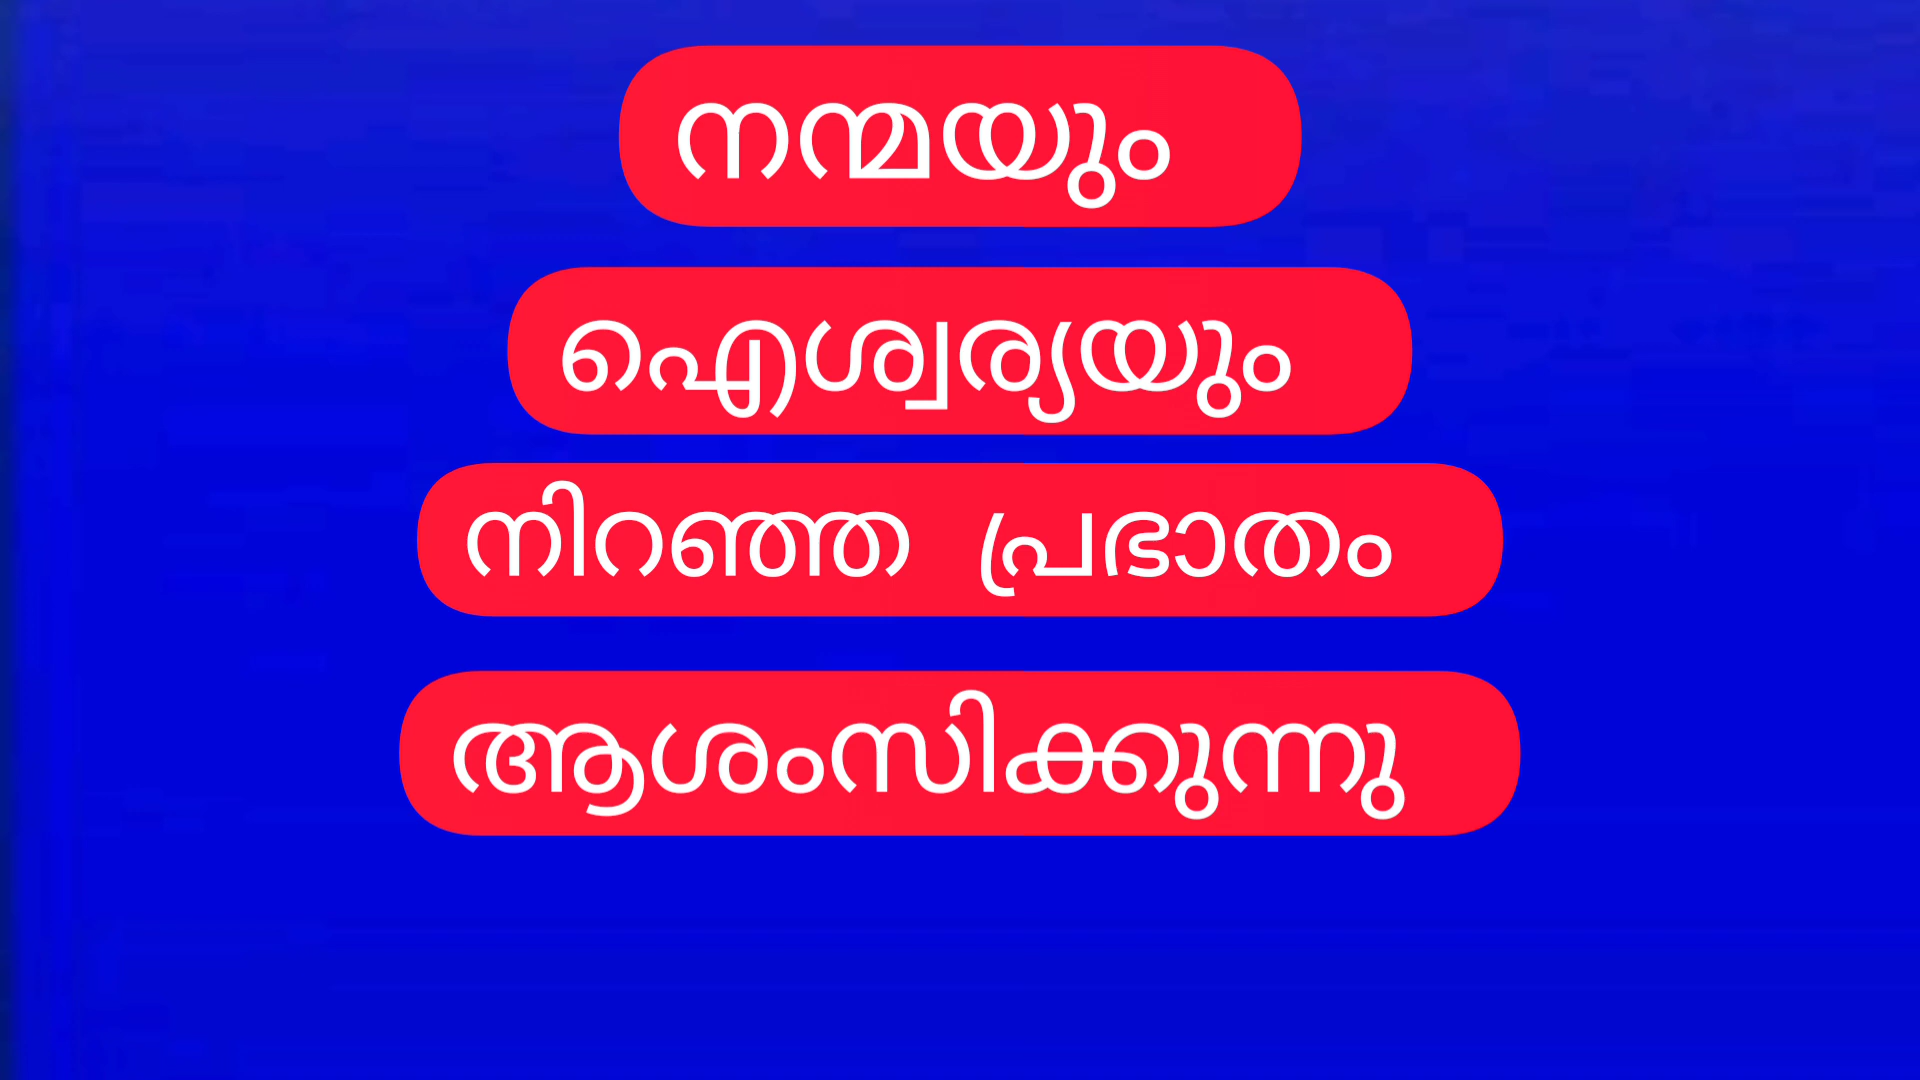 നന്മയും
ഐശ്വര്യയും
നിറഞ്ഞ പ്രഭാതം
ആശംസിക്കുന്നു